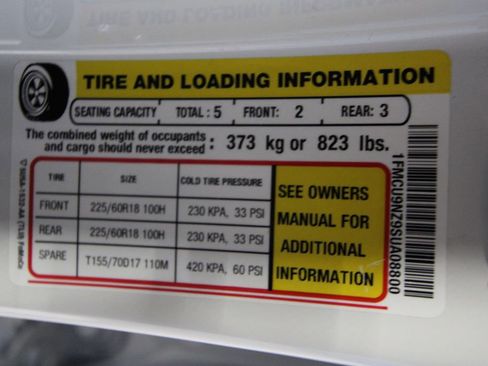 TIRE AND LOADING INFORMATION
SEATING CAPACITY TOTAL : 5 FRONT: 2 REAR: 3
The combined weight of occupants
and cargo should never exceed : 373 kg or 823 lbs.
TIRE SIZE COLD TIRE PRESSURE
FRONT 225/60R18 100H 230 KPA, 33 PSI
REAR 225/60R18 100H 230 KPA, 33 PSI
SPARE T155/70D17 110M 420 KPA, 60 PSI
SEE OWNERS
MANUAL FOR
ADDITIONAL
INFORMATION
1FMCU9NZ9SUA08800